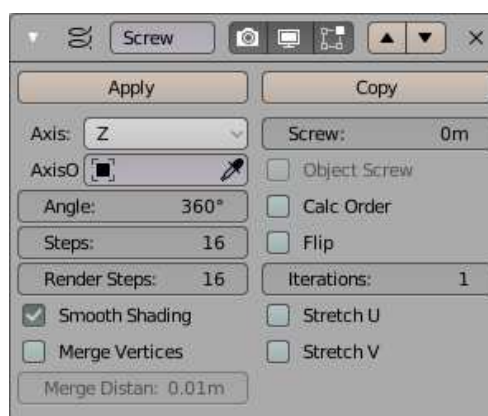 Screw
Apply Copy
Axis: Z Screw: 0m
AxisO Object Screw
Angle: 360° Calc Order
Steps: 16 Flip
Render Steps: 16 Iterations: 1
Smooth Shading Stretch U
Merge Vertices Stretch V
Merge Distan: 0.01m